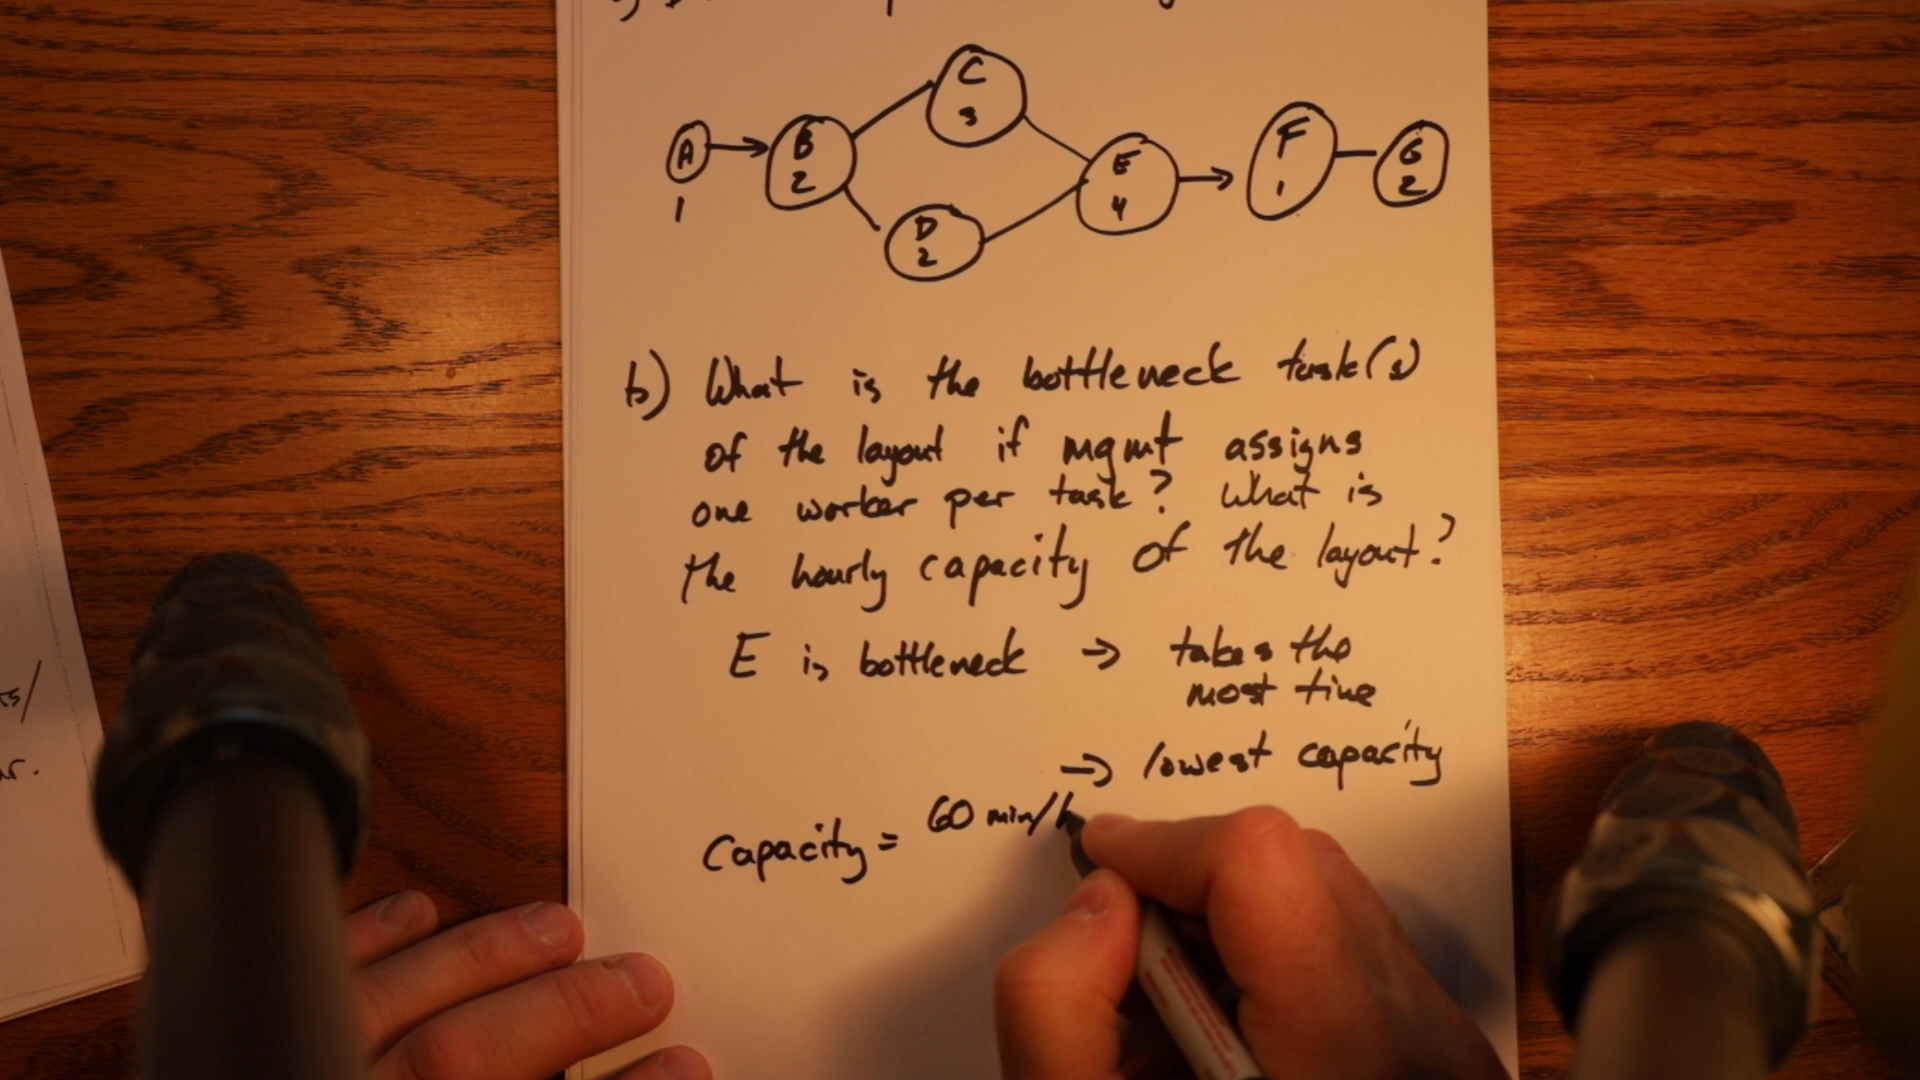 C
3
A
1
B
2
D
2
E
4
F
1
G
2
b) What is the bottleneck task(s)
of the layout if mgmt assigns
one worker per task? What is
the hourly capacity of the layout?
E is bottleneck → takes the
most time
→ lowest capacity
Capacity = 60 min/h